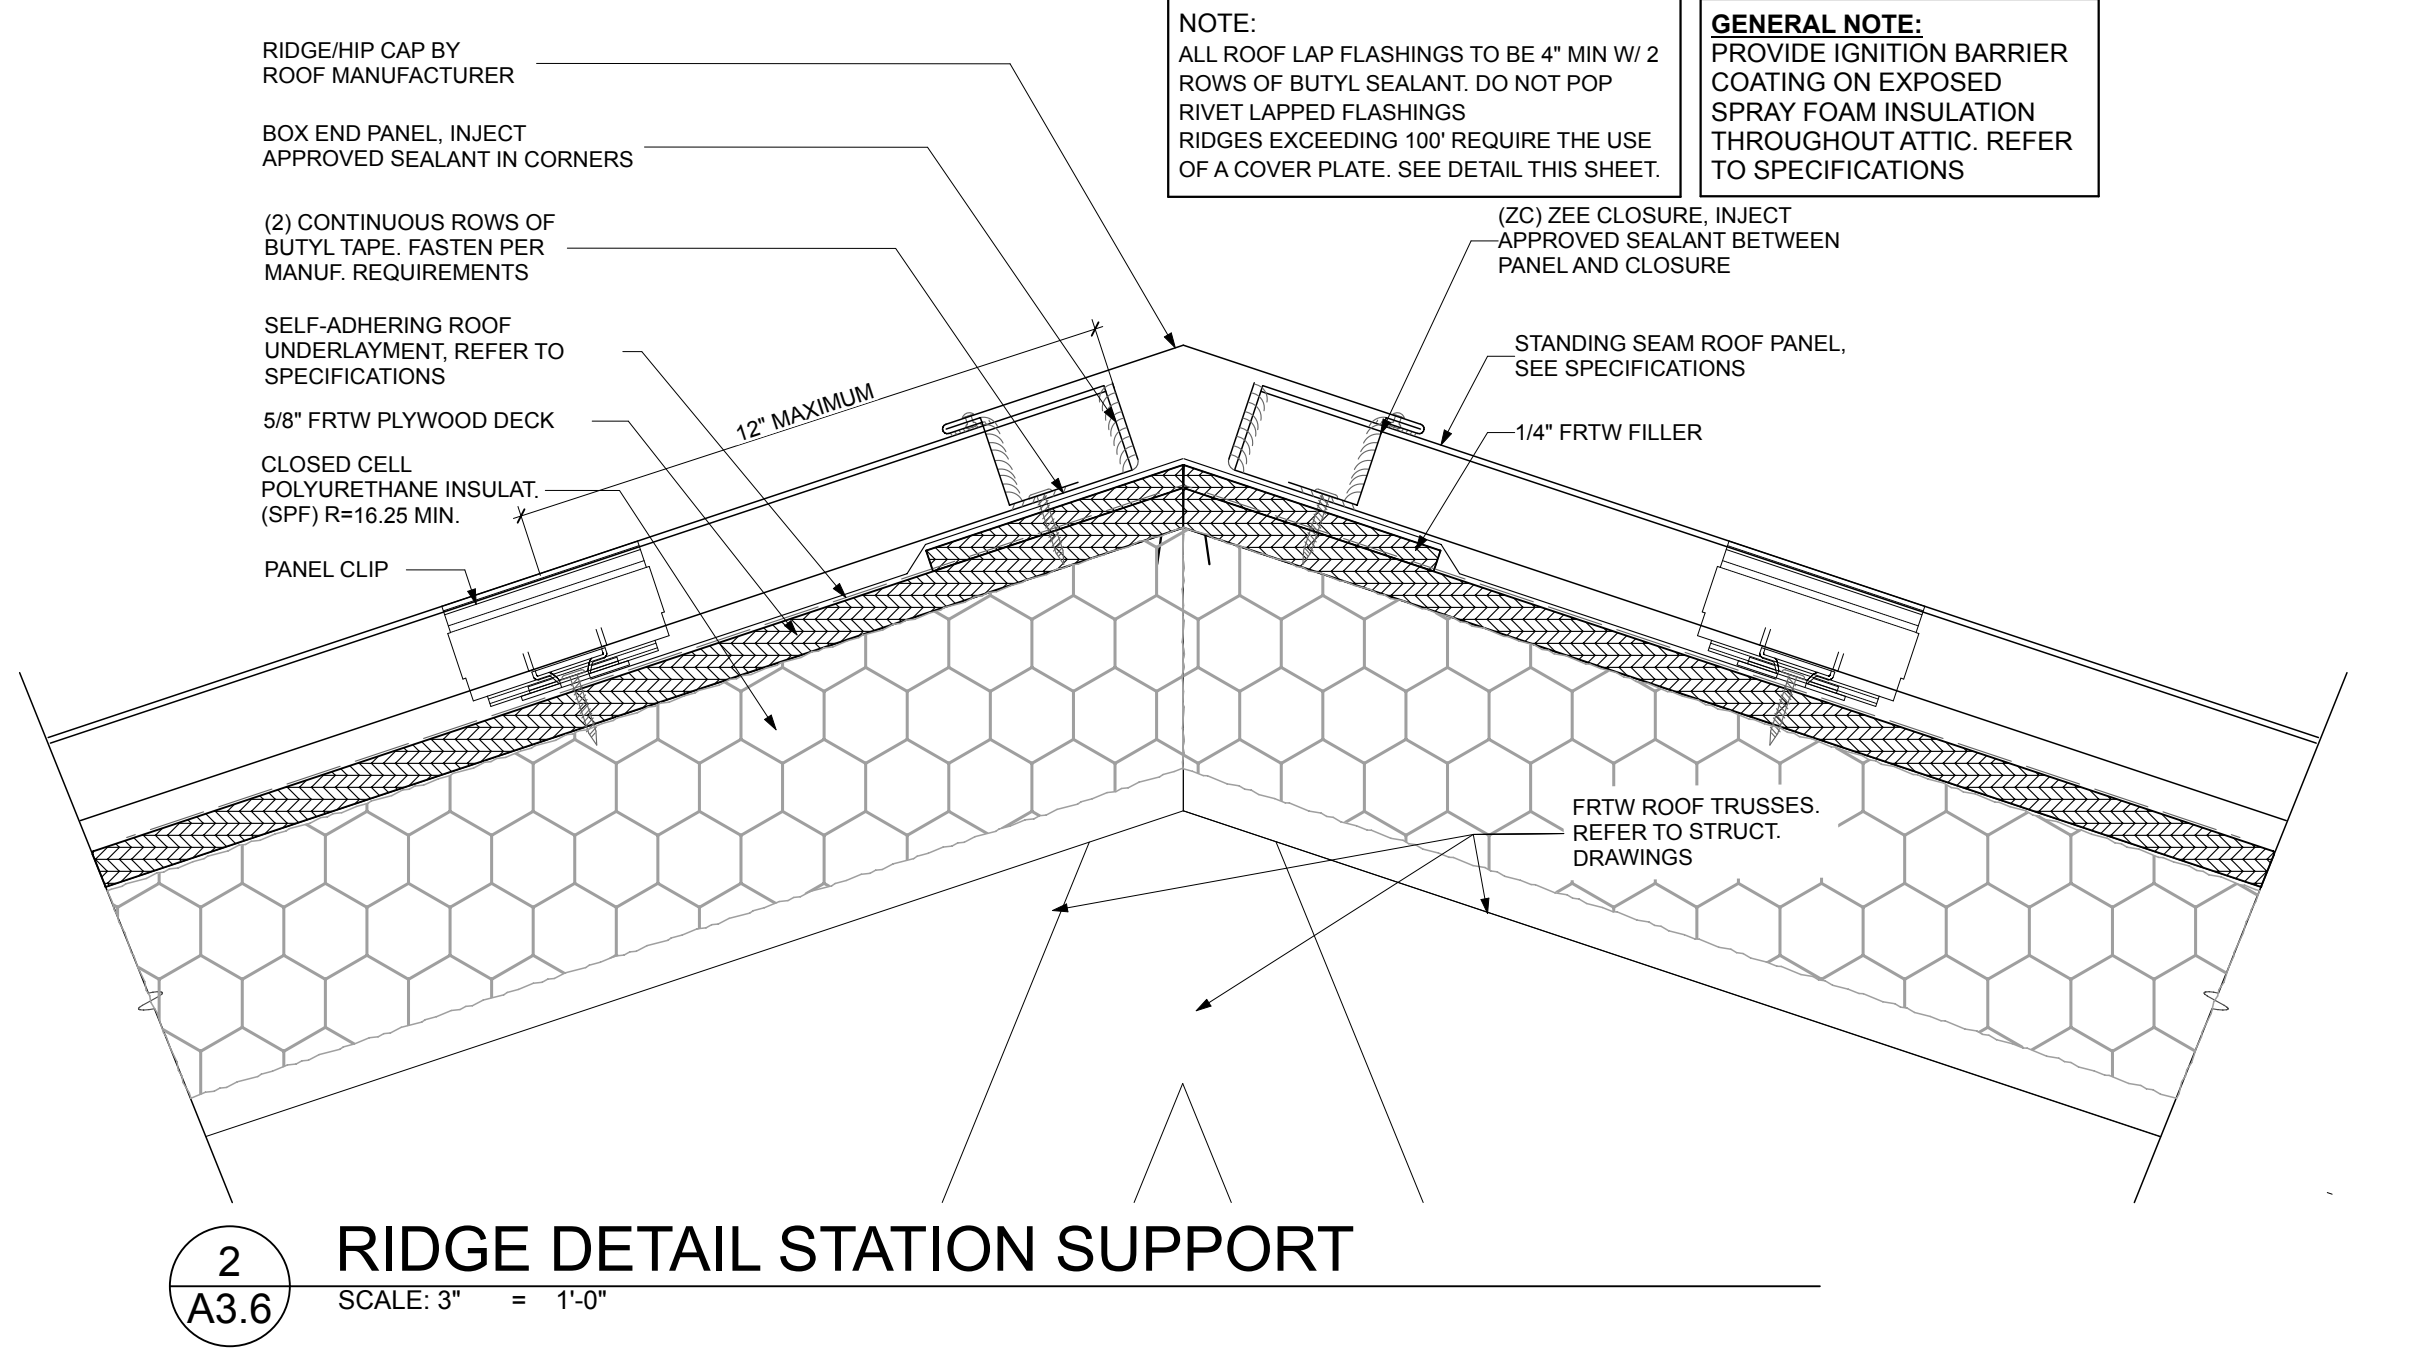 RIDGE/HIP CAP BY
ROOF MANUFACTURER
BOX END PANEL, INJECT
APPROVED SEALANT IN CORNERS
(2) CONTINUOUS ROWS OF
BUTYL TAPE. FASTEN PER
MANUF. REQUIREMENTS
SELF-ADHERING ROOF
UNDERLAYMENT, REFER TO
SPECIFICATIONS
5/8" FRTW PLYWOOD DECK
CLOSED CELL
POLYURETHANE INSULAT.
(SPF) R=16.25 MIN.
PANEL CLIP
12" MAXIMUM
NOTE:
ALL ROOF LAP FLASHINGS TO BE 4" MIN W/ 2
ROWS OF BUTYL SEALANT. DO NOT POP
RIVET LAPPED FLASHINGS
RIDGES EXCEEDING 100' REQUIRE THE USE
OF A COVER PLATE. SEE DETAIL THIS SHEET.
GENERAL NOTE:
PROVIDE IGNITION BARRIER
COATING ON EXPOSED
SPRAY FOAM INSULATION
THROUGHOUT ATTIC. REFER
TO SPECIFICATIONS
(ZC) ZEE CLOSURE, INJECT
APPROVED SEALANT BETWEEN
PANEL AND CLOSURE
STANDING SEAM ROOF PANEL,
SEE SPECIFICATIONS
1/4" FRTW FILLER
FRTW ROOF TRUSSES.
REFER TO STRUCT.
DRAWINGS
2
A3.6
RIDGE DETAIL STATION SUPPORT
SCALE: 3" = 1'-0"